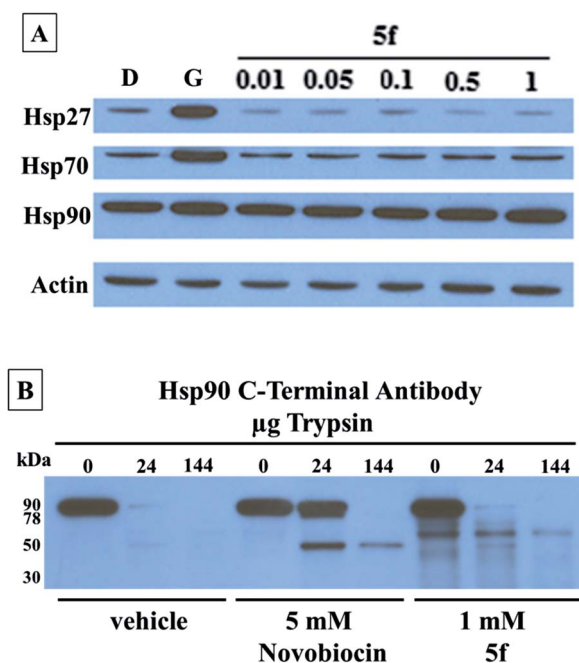 A
5f
D G 0.01 0.05 0.1 0.5 1
Hsp27
Hsp70
Hsp90
Actin
B
Hsp90 C-Terminal Antibody
µg Trypsin
kDa 0 24 144 0 24 144 0 24 144
90
78
50
30
vehicle 5 mM 1 mM
Novobiocin 5f